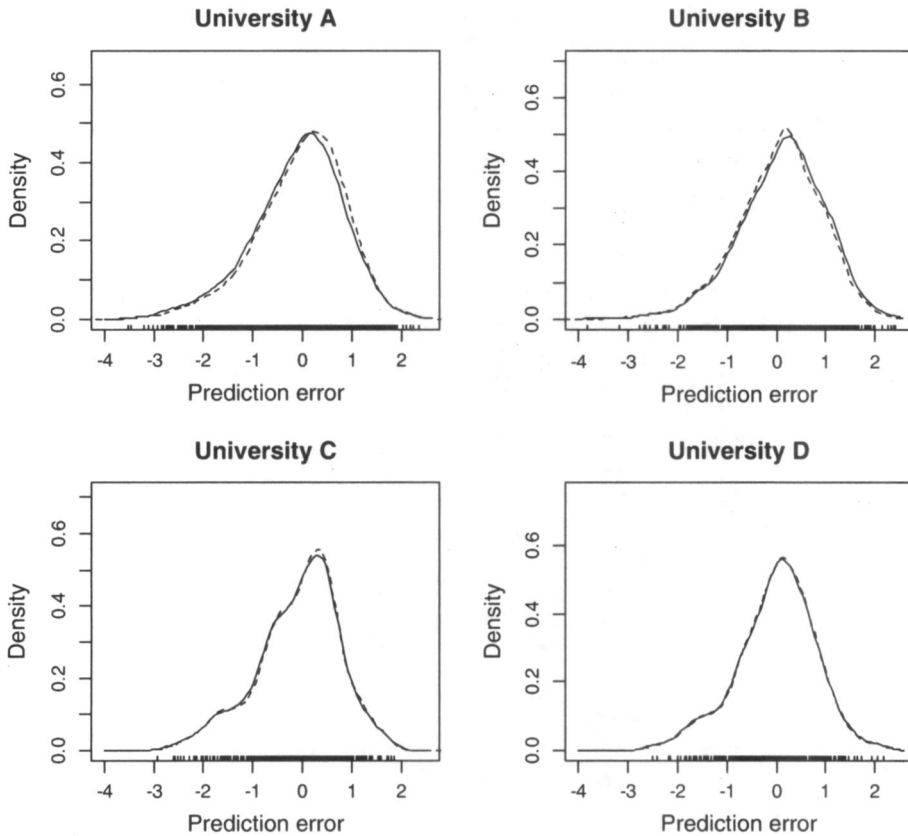 University A
University B
Density
0.0 0.2 0.4 0.6
-4 -3 -2 -1 0 1 2
Prediction error
Density
0.0 0.2 0.4 0.6
-4 -3 -2 -1 0 1 2
Prediction error
University C
University D
Density
0.0 0.2 0.4 0.6
-4 -3 -2 -1 0 1 2
Prediction error
Density
0.0 0.2 0.4 0.6
-4 -3 -2 -1 0 1 2
Prediction error